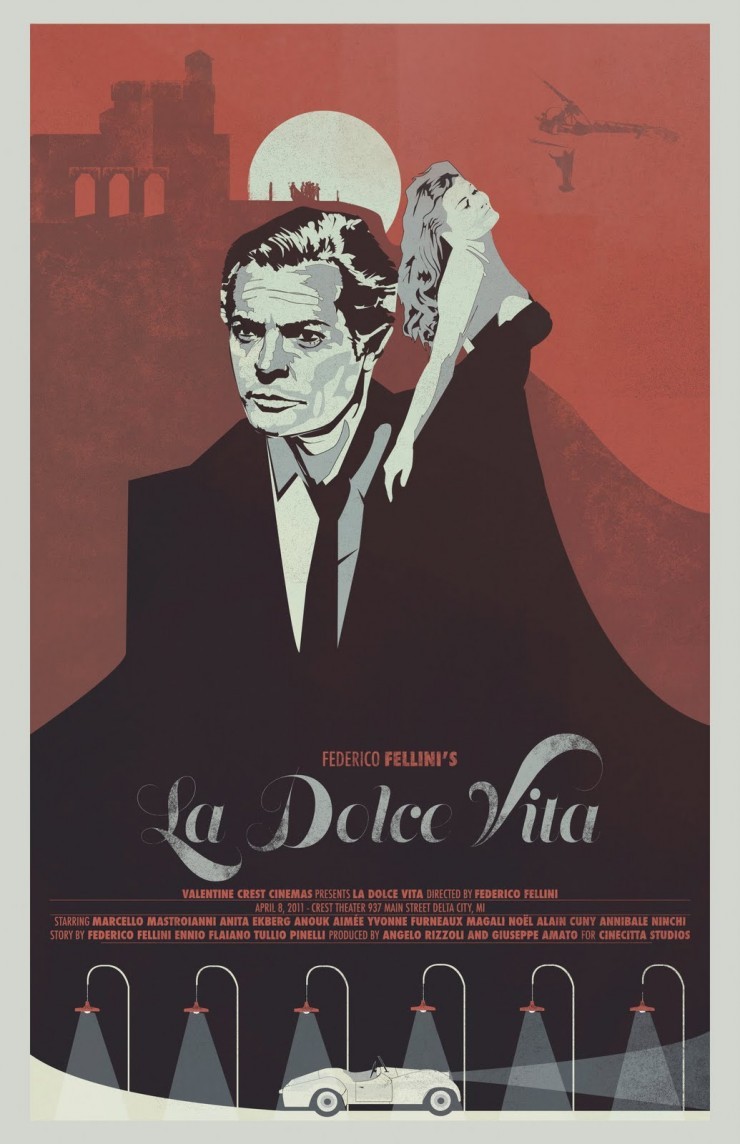 FEDERICO FELLINI'S
La Dolce Vita
VALENTINE CREST CINEMAS PRESENTS LA DOLCE VITA DIRECTED BY FEDERICO FELLINI
APRIL 8, 2011 - CREST THEATER 937 MAIN STREET DELTA CITY, MI
STARRING MARCELLO MASTROIANNI ANITA EKBERG ANOUK AIMÉE YVONNE FURNEAUX MAGALI NOËL ALAIN CUNY ANNIBALE NINCHI
STORY BY FEDERICO FELLINI ENNIO FLAIANO TULLIO PINELLI PRODUCED BY ANGELO RIZZOLI AND GIUSEPPE AMATO FOR CINECITTA STUDIOS